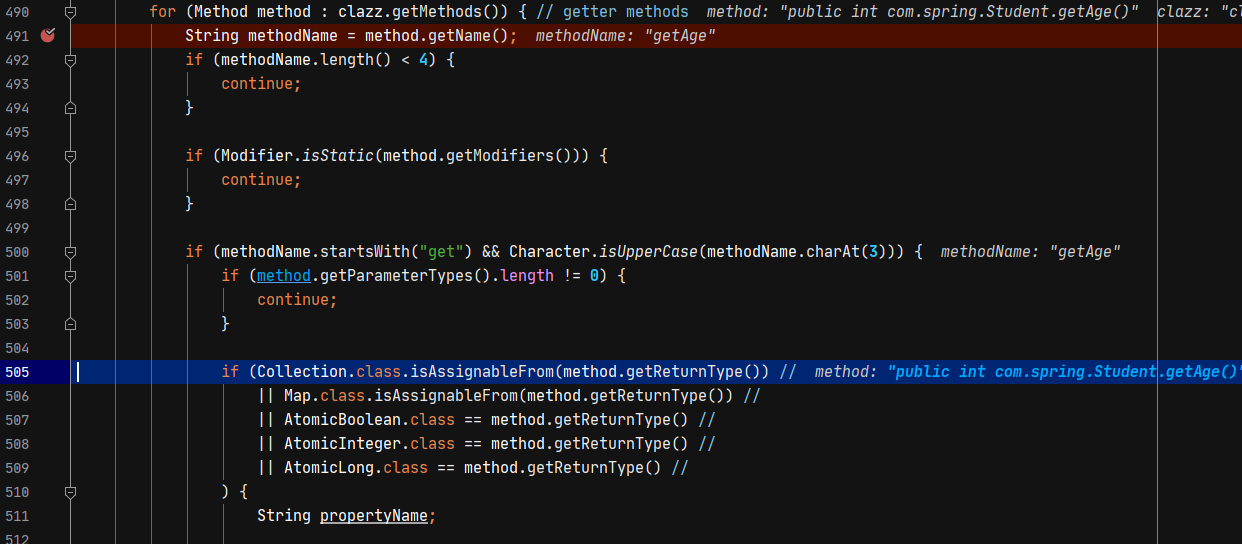 490 for (Method method : clazz.getMethods()) { // getter methods method: "public int com.spring.Student.getAge()" clazz: "cl
491 String methodName = method.getName(); methodName: "getAge"
492 if (methodName.length() < 4) {
493 continue;
494 }
495
496 if (Modifier.isStatic(method.getModifiers())) {
497 continue;
498 }
499
500 if (methodName.startsWith("get") && Character.isUpperCase(methodName.charAt(3))) { methodName: "getAge"
501 if (method.getParameterTypes().length != 0) {
502 continue;
503 }
504
505 if (Collection.class.isAssignableFrom(method.getReturnType()) // method: "public int com.spring.Student.getAge()"
506 || Map.class.isAssignableFrom(method.getReturnType()) //
507 || AtomicBoolean.class == method.getReturnType() //
508 || AtomicInteger.class == method.getReturnType() //
509 || AtomicLong.class == method.getReturnType() //
510 ) {
511 String propertyName;
512